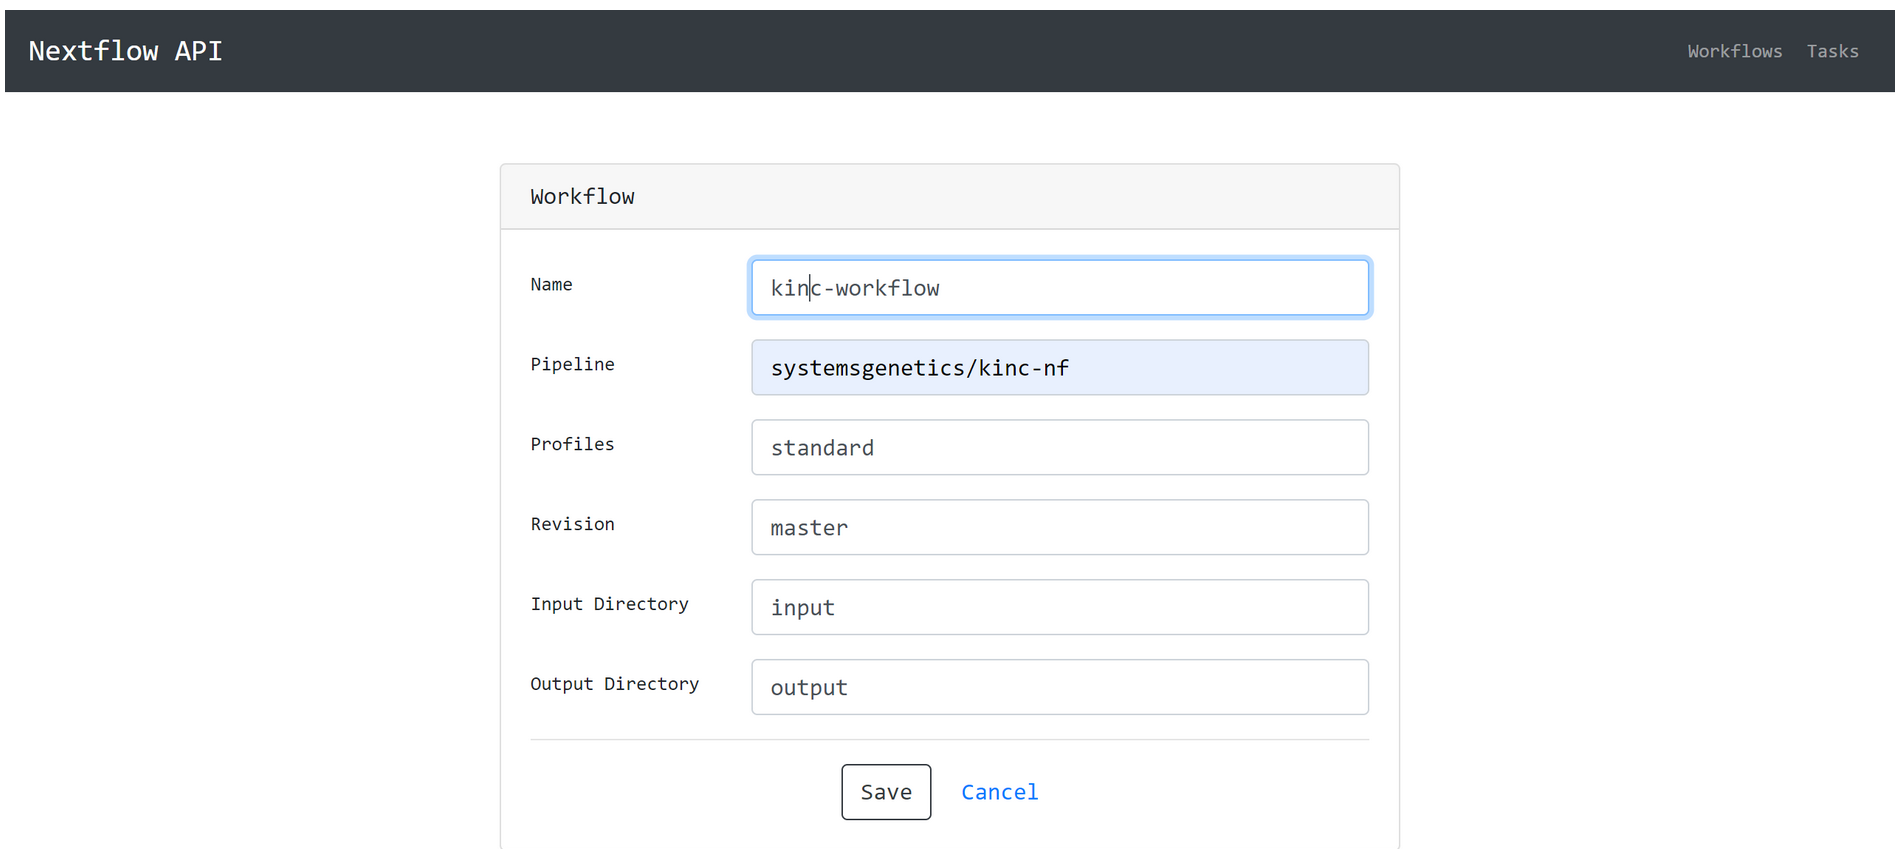 Nextflow API Workflows Tasks
Workflow
Name kinc-workflow
Pipeline systemsgenetics/kinc-nf
Profiles standard
Revision master
Input Directory input
Output Directory output
Save Cancel